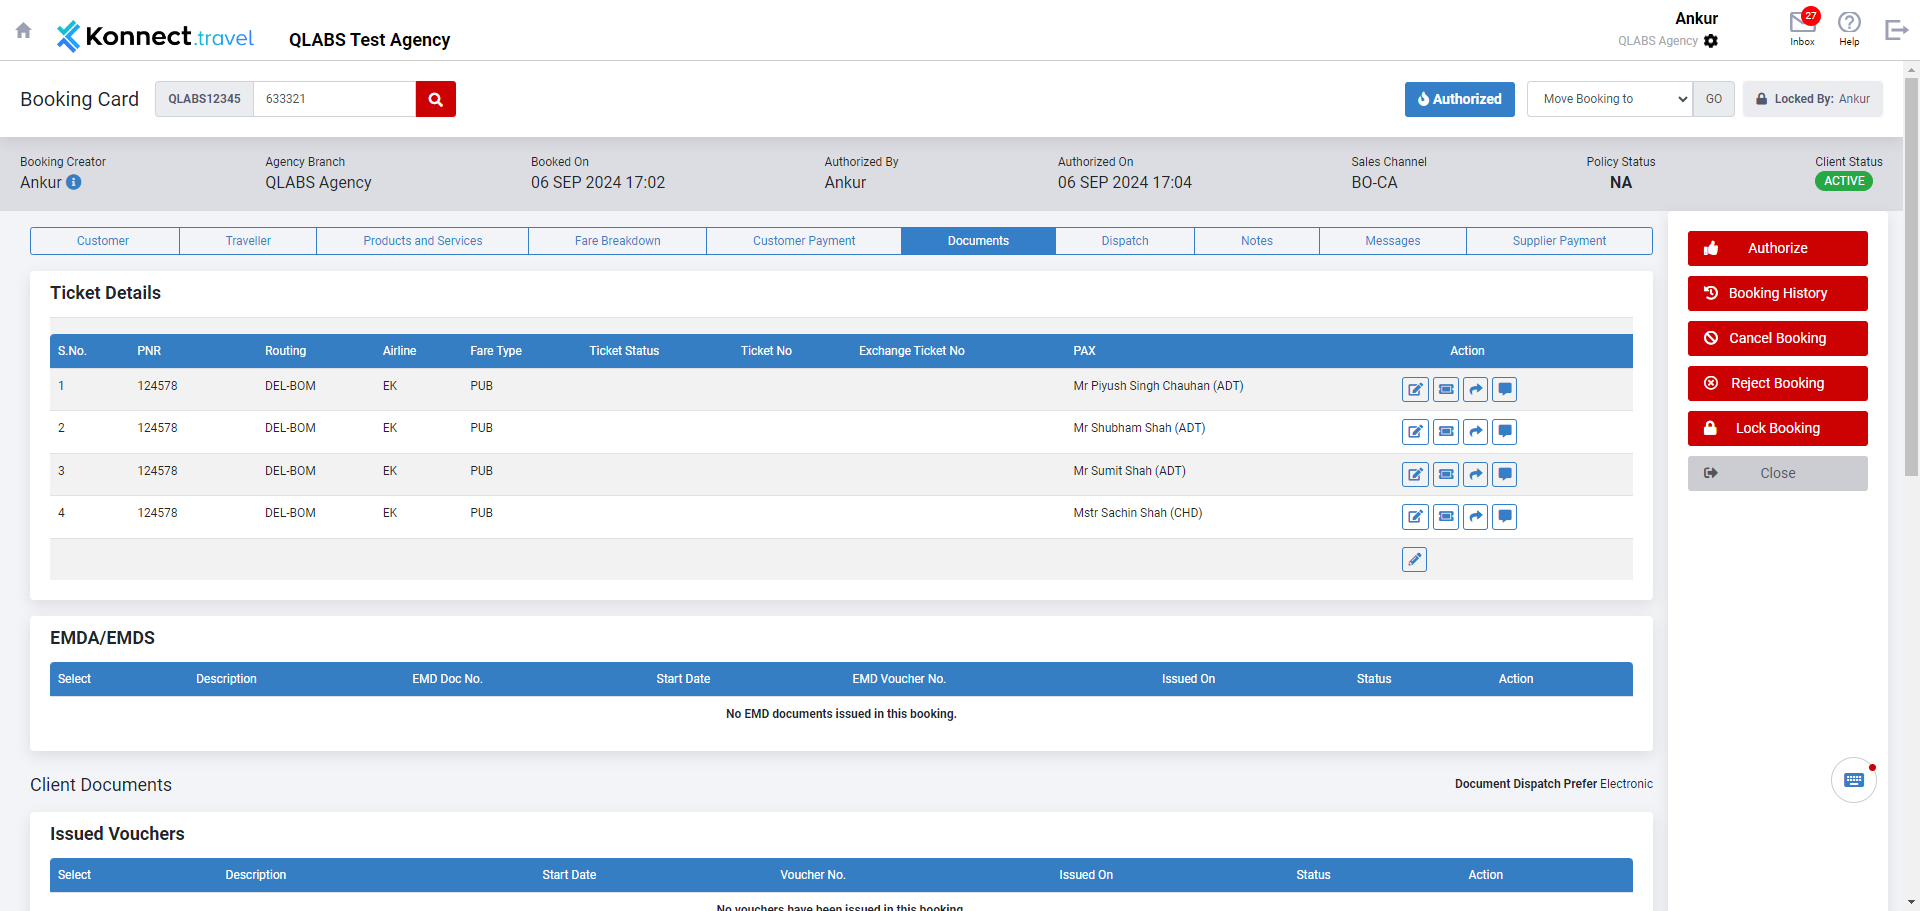 Konnect.travel
QLABS Test Agency
Ankur
QLABS Agency
27
Inbox
Help
Booking Card
QLABS12345
633321
Authorized
Move Booking to
GO
Locked By: Ankur
Booking Creator
Ankur
Agency Branch
QLABS Agency
Booked On
06 SEP 2024 17:02
Authorized By
Ankur
Authorized On
06 SEP 2024 17:04
Sales Channel
BO-CA
Policy Status
NA
Client Status
ACTIVE
Customer Traveller Products and Services Fare Breakdown Customer Payment Documents Dispatch Notes Messages Supplier Payment
Authorize
Booking History
Cancel Booking
Reject Booking
Lock Booking
Close
Ticket Details
S.No. PNR Routing Airline Fare Type Ticket Status Ticket No Exchange Ticket No PAX Action
1 124578 DEL-BOM EK PUB Mr Piyush Singh Chauhan (ADT)
2 124578 DEL-BOM EK PUB Mr Shubham Shah (ADT)
3 124578 DEL-BOM EK PUB Mr Sumit Shah (ADT)
4 124578 DEL-BOM EK PUB Mstr Sachin Shah (CHD)
EMDA/EMDS
Select Description EMD Doc No. Start Date EMD Voucher No. Issued On Status Action
No EMD documents issued in this booking.
Client Documents
Document Dispatch Prefer Electronic
Issued Vouchers
Select Description Start Date Voucher No. Issued On Status Action
No vouchers have been issued in this booking.